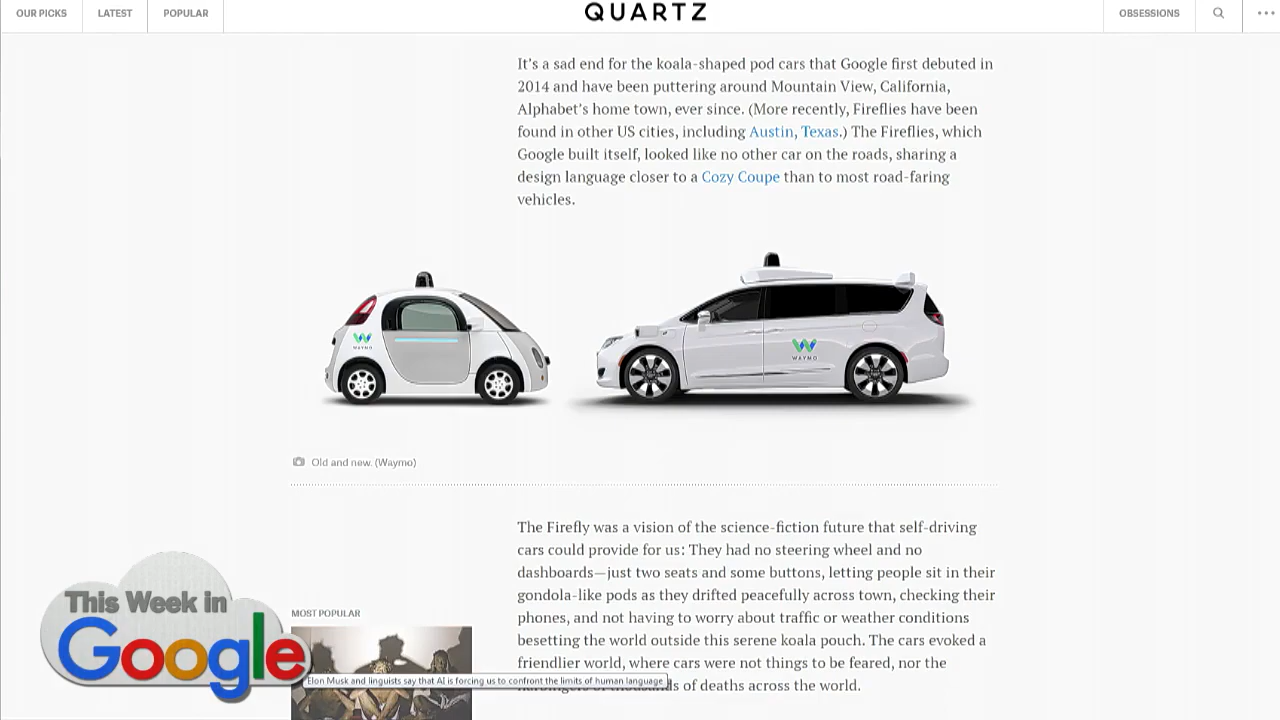 OUR PICKS
LATEST
POPULAR
QUARTZ
OBSESSIONS
It's a sad end for the koala-shaped pod cars that Google first debuted in
2014 and have been puttering around Mountain View, California,
Alphabet's home town, ever since. (More recently, Fireflies have been
found in other US cities, including Austin, Texas.) The Fireflies, which
Google built itself, looked like no other car on the roads, sharing a
design language closer to a Cozy Coupe than to most road-faring
vehicles.
WAYMO
WAYMO
Old and new. (Waymo)
The Firefly was a vision of the science-fiction future that self-driving
cars could provide for us: They had no steering wheel and no
dashboards—just two seats and some buttons, letting people sit in their
gondola-like pods as they drifted peacefully across town, checking their
phones, and not having to worry about traffic or weather conditions
besetting the world outside this serene koala pouch. The cars evoked a
friendlier world, where cars were not things to be feared, nor the
of deaths across the world.
MOST POPULAR
Elon Musk and linguists say that AI is forcing us to confront the limits of human language
This Week in
Google